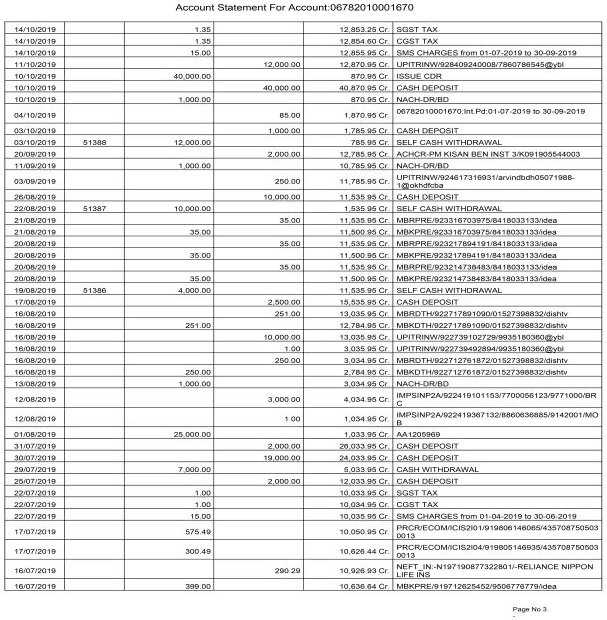 Account Statement For Account:06782010001670
14/10/2019 1.35 12,853.25 Cr. SGST TAX
14/10/2019 1.35 12,854.60 Cr. CGST TAX
14/10/2019 15.00 12,855.95 Cr. SMS CHARGES from 01-07-2019 to 30-09-2019
11/10/2019 12,000.00 12,870.95 Cr. UPITRINW/928409240008/7860786545@ybl
10/10/2019 40,000.00 870.95 Cr. ISSUE CDR
10/10/2019 40,000.00 40,870.95 Cr. CASH DEPOSIT
10/10/2019 1,000.00 870.95 Cr. NACH-DR/BD
04/10/2019 85.00 1,870.95 Cr. 06782010001670:Int.Pd:01-07-2019 to 30-09-2019
03/10/2019 1,000.00 1,785.95 Cr. CASH DEPOSIT
03/10/2019 51388 12,000.00 785.95 Cr. SELF CASH WITHDRAWAL
20/09/2019 2,000.00 12,785.95 Cr. ACHCR-PM KISAN BEN INST 3/K091905544003
11/09/2019 1,000.00 10,785.95 Cr. NACH-DR/BD
03/09/2019 250.00 11,785.95 Cr. UPITRINW/924617316931/arvindbdh05071988-
1@okhdfcba
26/08/2019 10,000.00 11,535.95 Cr. CASH DEPOSIT
22/08/2019 51387 10,000.00 1,535.95 Cr. SELF CASH WITHDRAWAL
21/08/2019 35.00 11,535.95 Cr. MBRPRE/923316703975/8418033133/idea
21/08/2019 35.00 11,500.95 Cr. MBKPRE/923316703975/8418033133/idea
20/08/2019 35.00 11,535.95 Cr. MBRPRE/923217894191/8418033133/idea
20/08/2019 35.00 11,500.95 Cr. MBKPRE/923217894191/8418033133/idea
20/08/2019 35.00 11,535.95 Cr. MBRPRE/923214738483/8418033133/idea
20/08/2019 35.00 11,500.95 Cr. MBKPRE/923214738483/8418033133/idea
19/08/2019 51386 4,000.00 11,535.95 Cr. SELF CASH WITHDRAWAL
17/08/2019 2,500.00 15,535.95 Cr. CASH DEPOSIT
16/08/2019 251.00 13,035.95 Cr. MBRDTH/922717891090/01527398832/dishtv
16/08/2019 251.00 12,784.95 Cr. MBKDTH/922717891090/01527398832/dishtv
16/08/2019 10,000.00 13,035.95 Cr. UPITRINW/922739102729/9935180360@ybl
16/08/2019 1.00 3,035.95 Cr. UPITRINW/922739492894/9935180360@ybl
16/08/2019 250.00 3,034.95 Cr. MBRDTH/922712761872/01527398832/dishtv
16/08/2019 250.00 2,784.95 Cr. MBKDTH/922712761872/01527398832/dishtv
13/08/2019 1,000.00 3,034.95 Cr. NACH-DR/BD
12/08/2019 3,000.00 4,034.95 Cr. IMPSINP2A/922419101153/7700056123/9771000/BR
C
12/08/2019 1.00 1,034.95 Cr. IMPSINP2A/922419367132/8860636885/9142001/MO
B
01/08/2019 25,000.00 1,033.95 Cr. AA1205969
31/07/2019 2,000.00 26,033.95 Cr. CASH DEPOSIT
30/07/2019 19,000.00 24,033.95 Cr. CASH DEPOSIT
29/07/2019 7,000.00 5,033.95 Cr. CASH WITHDRAWAL
25/07/2019 2,000.00 12,033.95 Cr. CASH DEPOSIT
22/07/2019 1.00 10,033.95 Cr. SGST TAX
22/07/2019 1.00 10,034.95 Cr. CGST TAX
22/07/2019 15.00 10,035.95 Cr. SMS CHARGES from 01-04-2019 to 30-06-2019
17/07/2019 575.49 10,050.95 Cr. PRCR/ECOM/ICIS2I04/919806146065/435708750503
0013
17/07/2019 300.49 10,626.44 Cr. PRCR/ECOM/ICIS2I04/919805146935/435708750503
0013
16/07/2019 290.29 10,926.93 Cr. NEFT_IN:-N197190877322801/-RELIANCE NIPPON
LIFE INS
16/07/2019 399.00 10,636.64 Cr. MBKPRE/919712625452/9506776779/idea
Page No 3